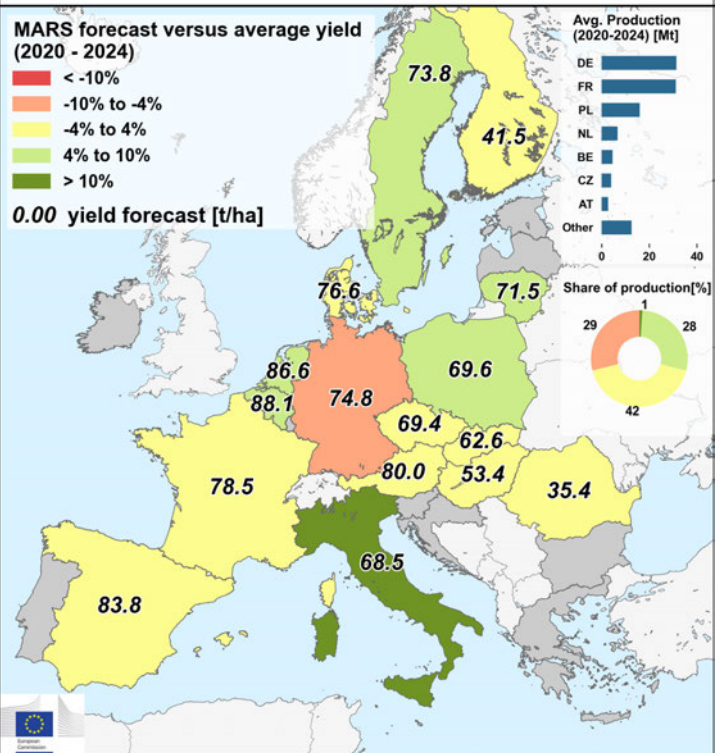 MARS forecast versus average yield
(2020 - 2024)
< -10%
-10% to -4%
-4% to 4%
4% to 10%
> 10%
0.00 yield forecast [t/ha]
Avg. Production
(2020-2024) [Mt]
DE
FR
PL
NL
BE
CZ
AT
Other
0 20 40
Share of production[%]
1
29 28
42
73.8
41.5
76.6
71.5
86.6
88.1
74.8
69.6
69.4
62.6
80.0
53.4
78.5
35.4
68.5
83.8
European
Commission